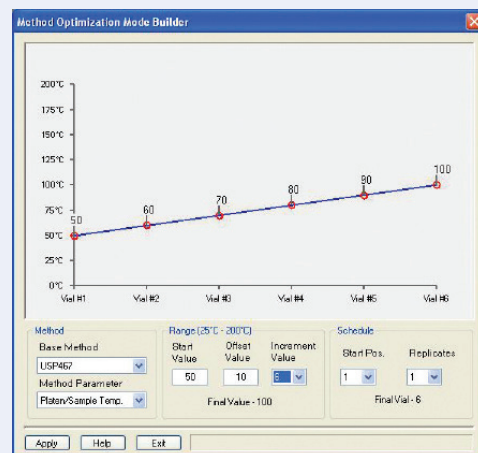 Method Optimization Mode Builder
200°C
175°C
150°C
125°C
100°C
75°C
50°C
25°C
0°C
50
60
70
80
90
100
Vial #1
Vial #2
Vial #3
Vial #4
Vial #5
Vial #6
Method
Base Method
USP467
Method Parameter
Platen/Sample Temp.
Range (25°C - 200°C)
Start Value
Offset Value
Increment Value
50
10
6
Final Value - 100
Schedule
Start Pos.
Replicates
1
1
Final Vial - 6
Apply
Help
Exit